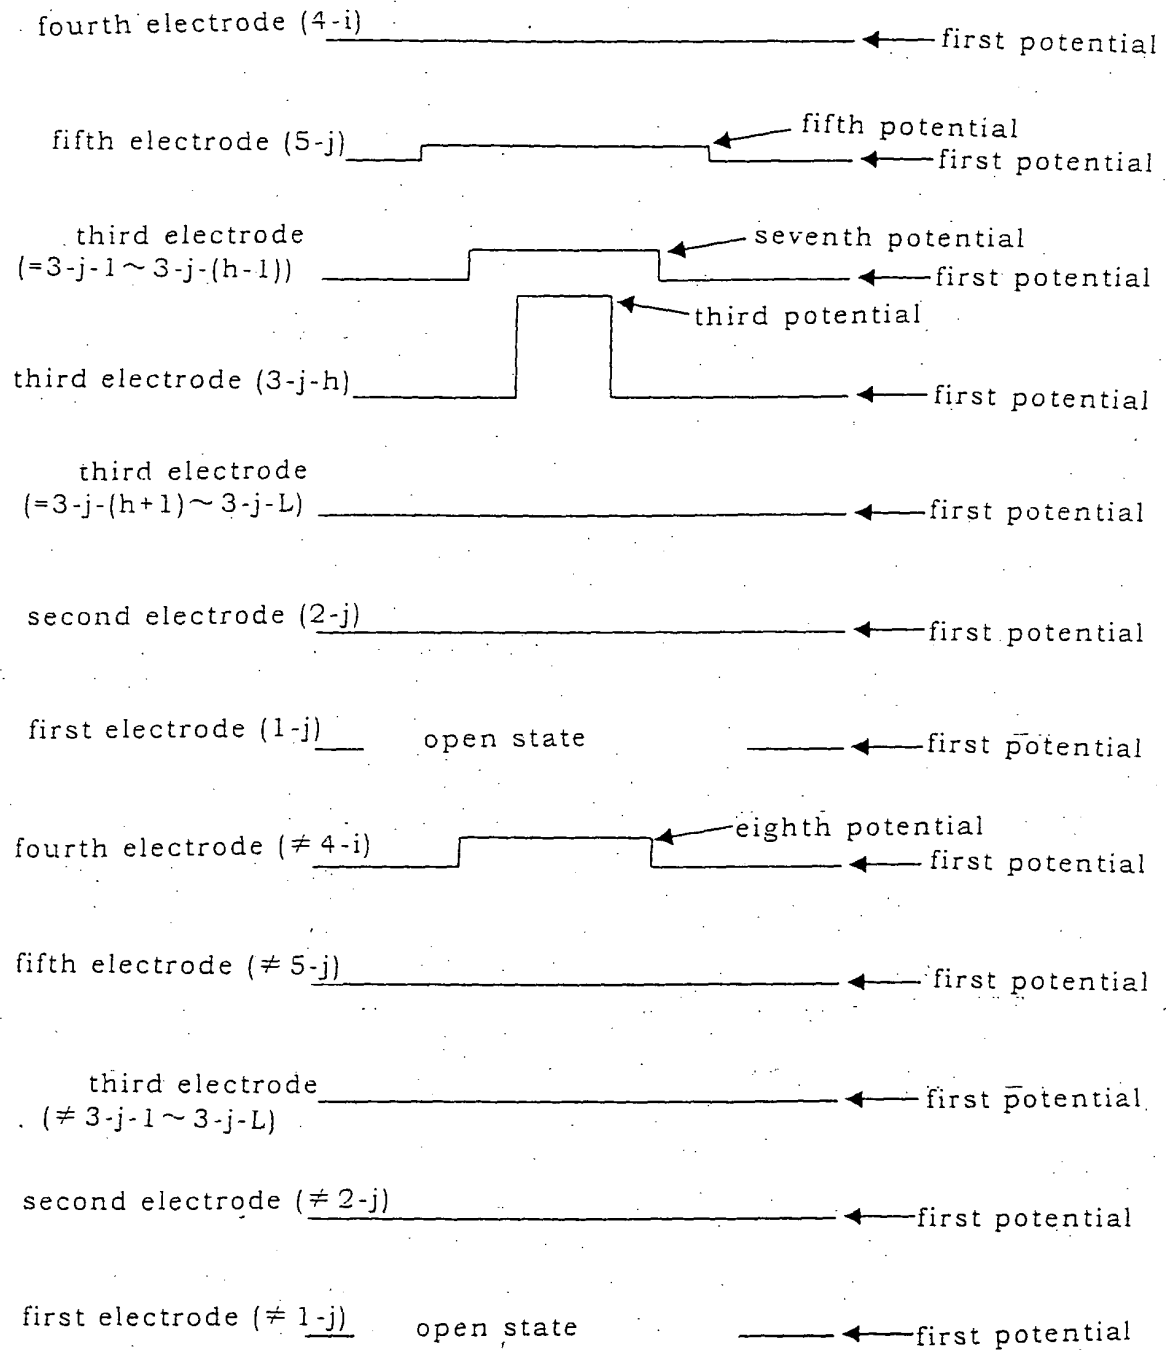 fourth electrode (4-i)
first potential
fifth electrode (5-j)
fifth potential
first potential
third electrode
(=3-j-1～3-j-(h-1))
seventh potential
first potential
third potential
third electrode (3-j-h)
first potential
third electrode
(=3-j-(h+1)～3-j-L)
first potential
second electrode (2-j)
first potential
first electrode (1-j)
open state
first potential
fourth electrode (≠4-i)
eighth potential
first potential
fifth electrode (≠5-j)
first potential
third electrode
(≠3-j-1～3-j-L)
first potential
second electrode (≠2-j)
first potential
first electrode (≠1-j)
open state
first potential